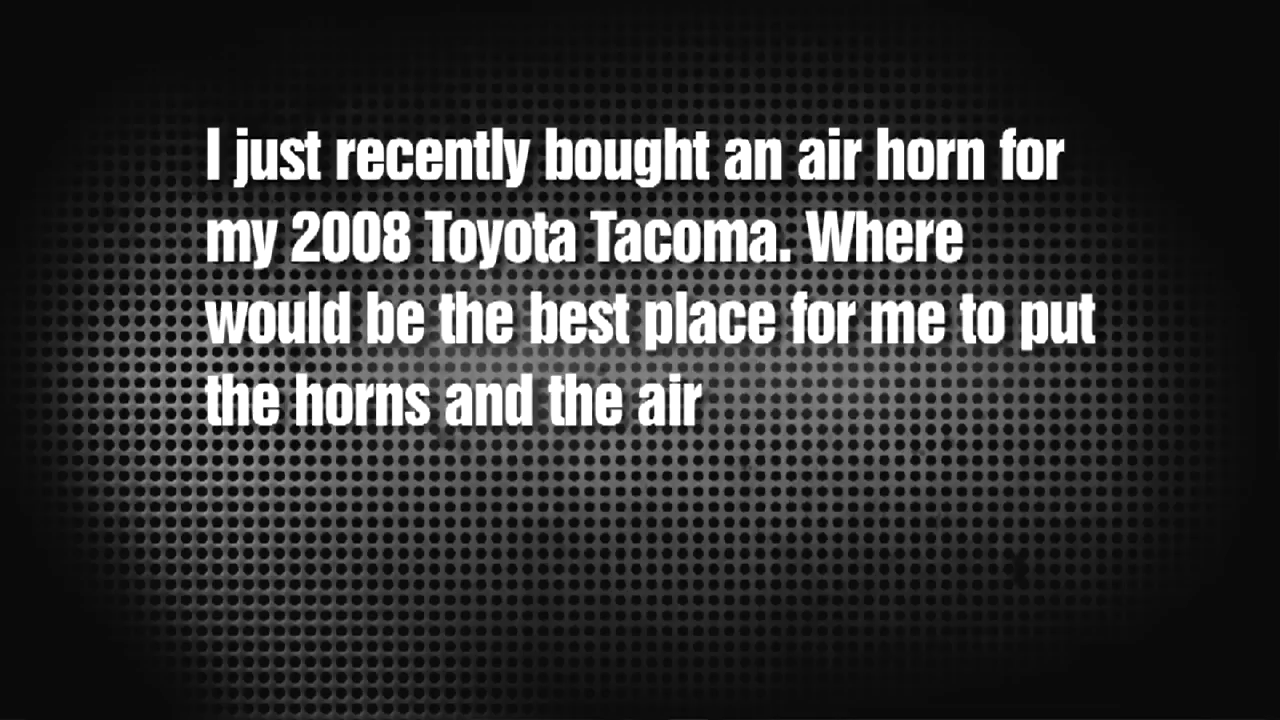 I just recently bought an air horn for
my 2008 Toyota Tacoma. Where
would be the best place for me to put
the horns and the air